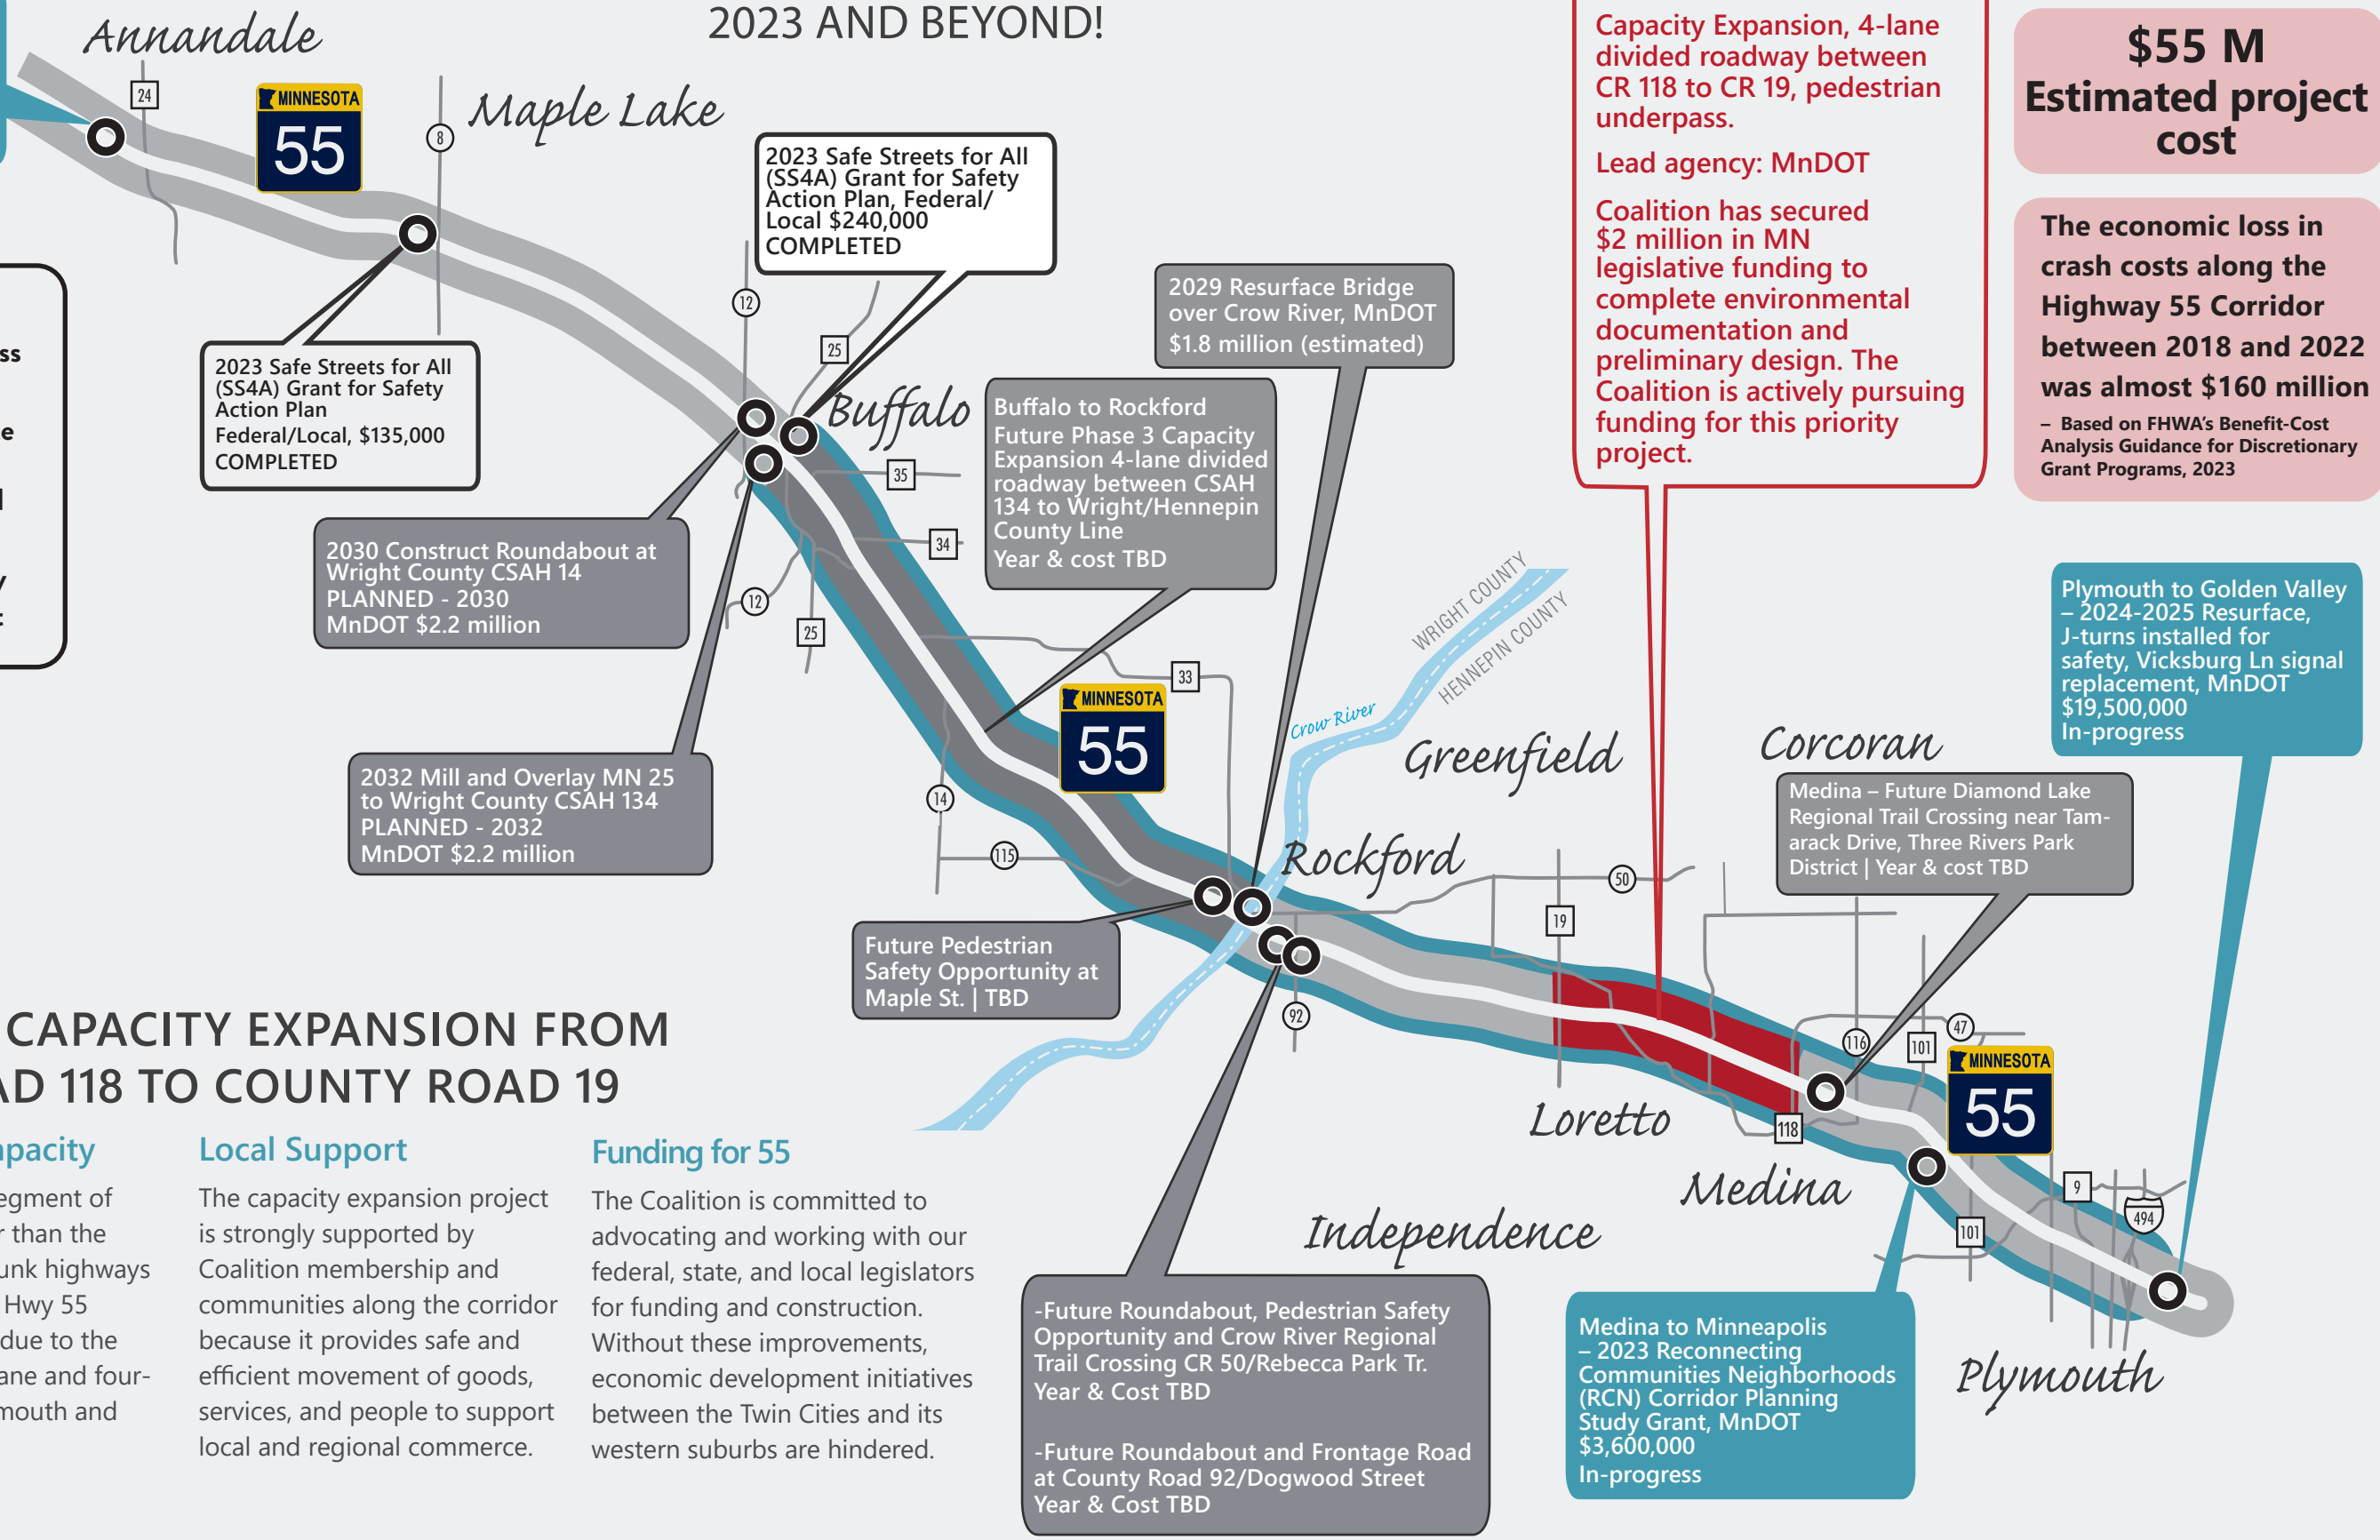 2023 AND BEYOND!
Annandale
24
MINNESOTA
55
8
Maple Lake
2023 Safe Streets for All
(SS4A) Grant for Safety
Action Plan, Federal/
Local $240,000
COMPLETED
2023 Safe Streets for All
(SS4A) Grant for Safety
Action Plan
Federal/Local, $135,000
COMPLETED
12
25
Buffalo
35
34
12
25
2029 Resurface Bridge
over Crow River, MnDOT
$1.8 million (estimated)
Buffalo to Rockford
Future Phase 3 Capacity
Expansion 4-lane divided
roadway between CSAH
134 to Wright/Hennepin
County Line
Year & cost TBD
Capacity Expansion, 4-lane
divided roadway between
CR 118 to CR 19, pedestrian
underpass.
Lead agency: MnDOT
Coalition has secured
$2 million in MN
legislative funding to
complete environmental
documentation and
preliminary design. The
Coalition is actively pursuing
funding for this priority
project.
$55 M
Estimated project
cost
The economic loss in
crash costs along the
Highway 55 Corridor
between 2018 and 2022
was almost $160 million
– Based on FHWA's Benefit-Cost
Analysis Guidance for Discretionary
Grant Programs, 2023
ss
e
l
y
t
2030 Construct Roundabout at
Wright County CSAH 14
PLANNED - 2030
MnDOT $2.2 million
2032 Mill and Overlay MN 25
to Wright County CSAH 134
PLANNED - 2032
MnDOT $2.2 million
33
MINNESOTA
55
14
115
WRIGHT COUNTY
HENNEPIN COUNTY
Crow River
Greenfield
Corcoran
Rockford
Plymouth to Golden Valley
– 2024-2025 Resurface,
J-turns installed for
safety, Vicksburg Ln signal
replacement, MnDOT
$19,500,000
In-progress
Medina – Future Diamond Lake
Regional Trail Crossing near Tam-
arack Drive, Three Rivers Park
District | Year & cost TBD
Future Pedestrian
Safety Opportunity at
Maple St. | TBD
50
19
92
116
101
47
118
MINNESOTA
55
Loretto
Medina
Independence
9
494
101
Plymouth
CAPACITY EXPANSION FROM
AD 118 TO COUNTY ROAD 19
apacity
egment of
r than the
unk highways
Hwy 55
due to the
ane and four-
mouth and
Local Support
The capacity expansion project
is strongly supported by
Coalition membership and
communities along the corridor
because it provides safe and
efficient movement of goods,
services, and people to support
local and regional commerce.
Funding for 55
The Coalition is committed to
advocating and working with our
federal, state, and local legislators
for funding and construction.
Without these improvements,
economic development initiatives
between the Twin Cities and its
western suburbs are hindered.
-Future Roundabout, Pedestrian Safety
Opportunity and Crow River Regional
Trail Crossing CR 50/Rebecca Park Tr.
Year & Cost TBD
-Future Roundabout and Frontage Road
at County Road 92/Dogwood Street
Year & Cost TBD
Medina to Minneapolis
– 2023 Reconnecting
Communities Neighborhoods
(RCN) Corridor Planning
Study Grant, MnDOT
$3,600,000
In-progress